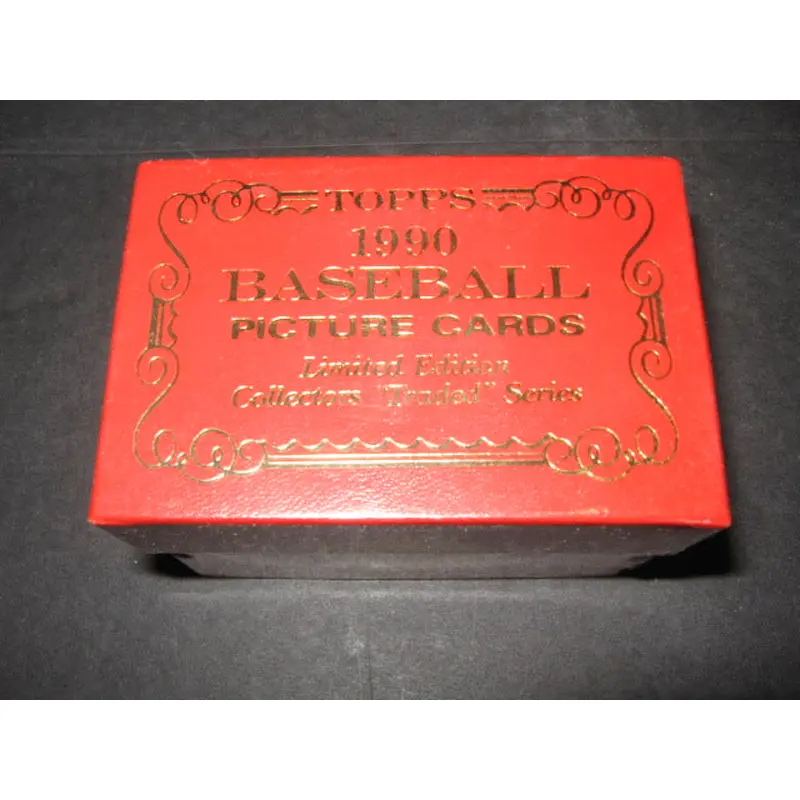 TOPPS
1990
BASEBALL
PICTURE CARDS
Limited Edition
Collectors "Traded" Series